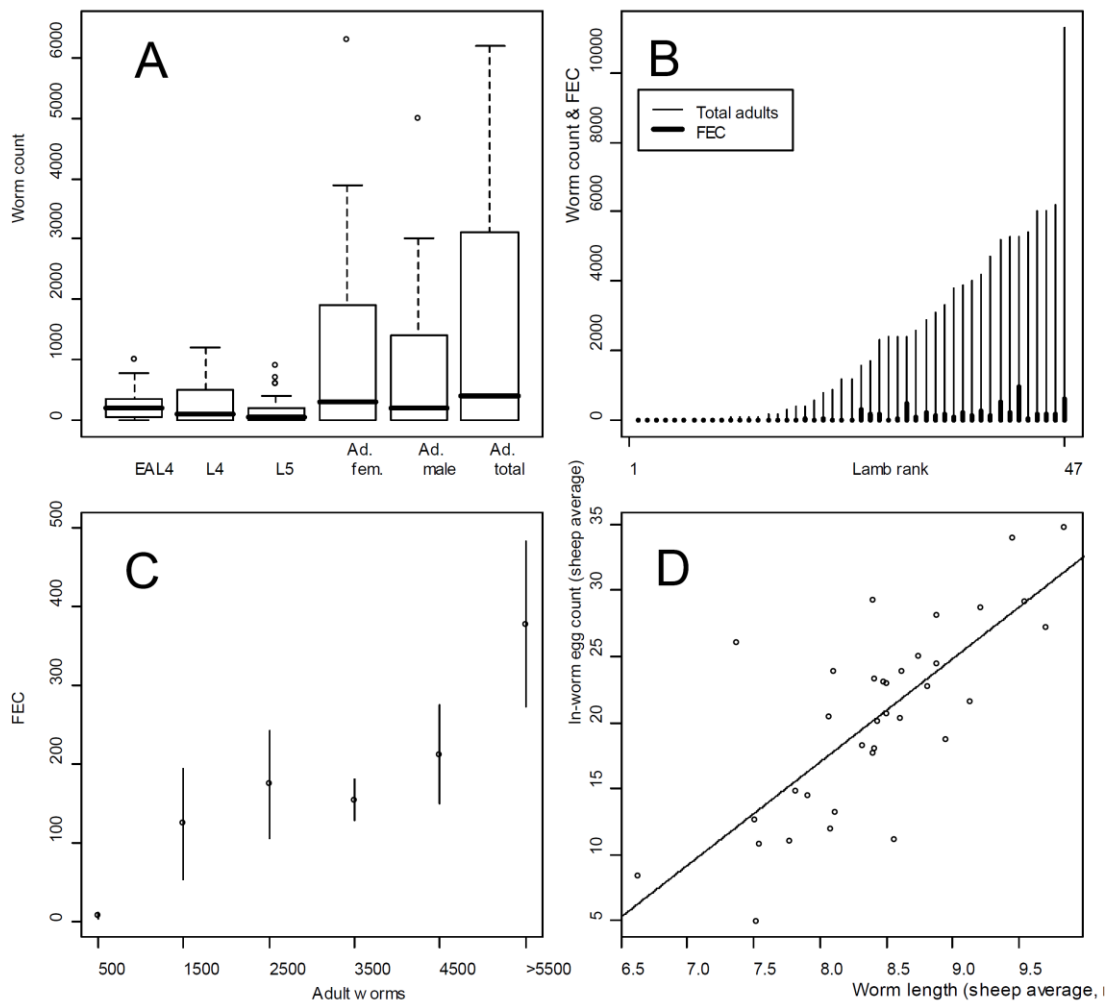 A
Worm count
6000
5000
4000
3000
2000
1000
0
EAL4
L4
L5
Ad.
fem.
Ad.
male
Ad.
total
B
Worm count & FEC
10000
8000
6000
4000
2000
0
Total adults
FEC
1
Lamb rank
47
C
FEC
500
400
300
200
100
0
500
1500
2500
3500
4500
>5500
Adult worms
D
In-worm egg count (sheep average)
35
30
25
20
15
10
5
6.5
7.0
7.5
8.0
8.5
9.0
9.5
Worm length (sheep average,